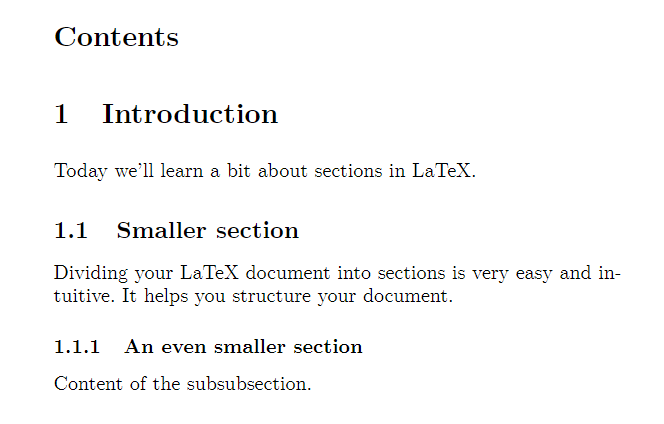 Contents
1 Introduction
Today we'll learn a bit about sections in LaTeX.
1.1 Smaller section
Dividing your LaTeX document into sections is very easy and in-
tuitive. It helps you structure your document.
1.1.1 An even smaller section
Content of the subsubsection.